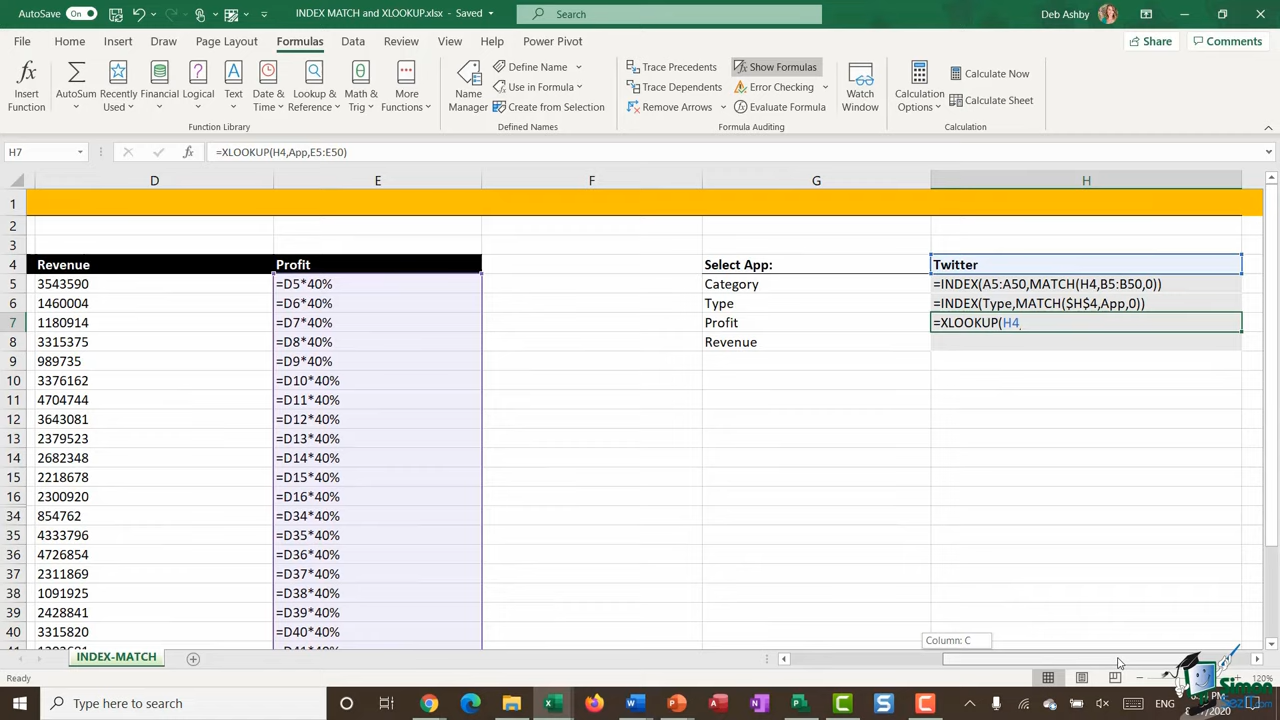 AutoSave On INDEX MATCH and XLOOKUP.xlsx - Saved Search Deb Ashby
File Home Insert Draw Page Layout Formulas Data Review View Help Power Pivot Share Comments
Insert Function
AutoSum
Recently Used
Financial
Logical
Text
Date & Time
Lookup & Reference
Math & Trig
More Functions
Function Library
Name Manager
Define Name
Use in Formula
Create from Selection
Defined Names
Trace Precedents
Trace Dependents
Remove Arrows
Show Formulas
Error Checking
Evaluate Formula
Formula Auditing
Watch Window
Calculation Options
Calculate Now
Calculate Sheet
Calculation
H7 fx =XLOOKUP(H4,App,E5:E50)
D E F G H
1
2
3
4 Revenue Profit Select App: Twitter
5 3543590 =D5*40% Category =INDEX(A5:A50,MATCH(H4,B5:B50,0))
6 1460004 =D6*40% Type =INDEX(Type,MATCH($H$4,App,0))
7 1180914 =D7*40% Profit =XLOOKUP(H4,
8 3315375 =D8*40% Revenue
9 989735 =D9*40%
10 3376162 =D10*40%
11 4704744 =D11*40%
12 3643081 =D12*40%
13 2379523 =D13*40%
14 2682348 =D14*40%
15 2218678 =D15*40%
16 2300920 =D16*40%
34 854762 =D34*40%
35 4333796 =D35*40%
36 4726854 =D36*40%
37 2311869 =D37*40%
38 1091925 =D38*40%
39 2428841 =D39*40%
40 3315820 =D40*40%
Column: C
INDEX-MATCH
Ready 120%
Type here to search ENG